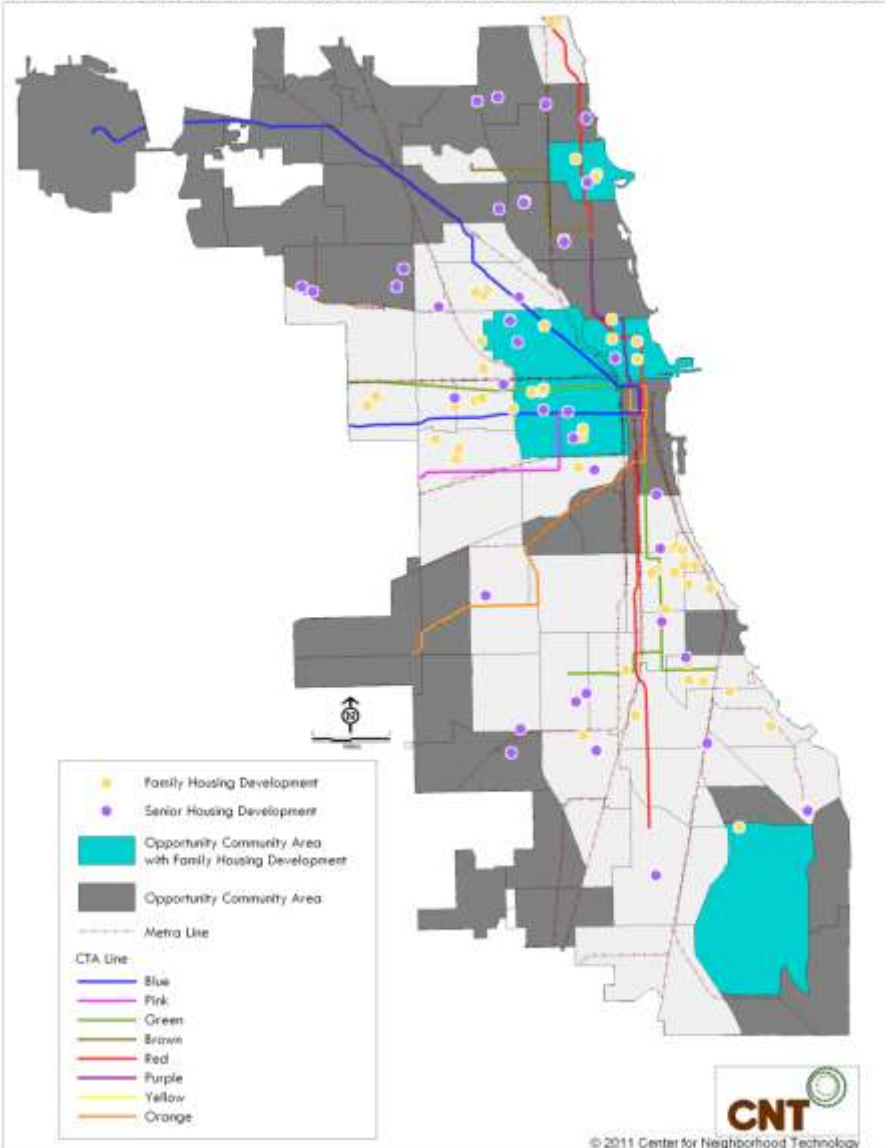 N
Family Housing Development
Senior Housing Development
Opportunity Community Area
with Family Housing Development
Opportunity Community Area
Metra Line
CTA Line
Blue
Pink
Green
Brown
Red
Purple
Yellow
Orange
CNT
© 2011 Center for Neighborhood Technology